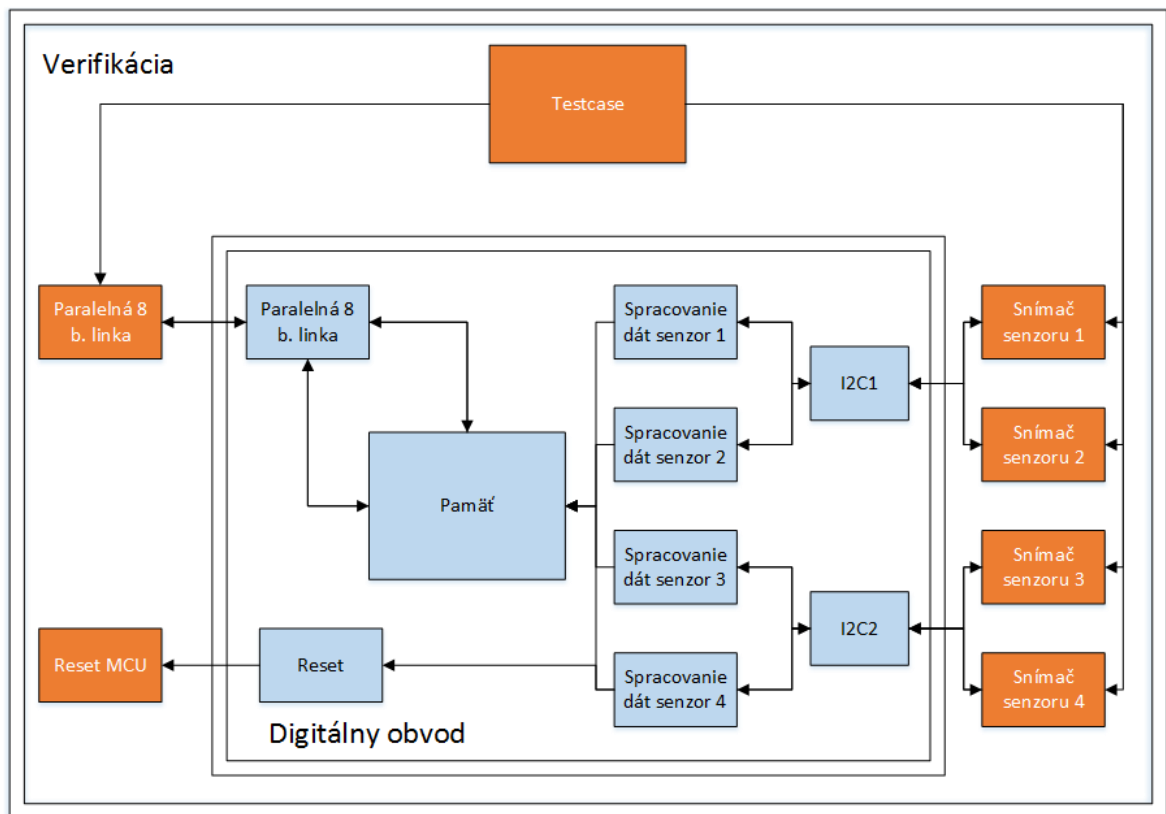 Verifikácia
Testcase
Paralelná 8
b. linka
Paralelná 8
b. linka
Spracovanie
dát senzor 1
I2C1
Snímač
senzoru 1
Spracovanie
dát senzor 2
Snímač
senzoru 2
Pamäť
Spracovanie
dát senzor 3
I2C2
Snímač
senzoru 3
Reset MCU
Reset
Spracovanie
dát senzor 4
Snímač
senzoru 4
Digitálny obvod